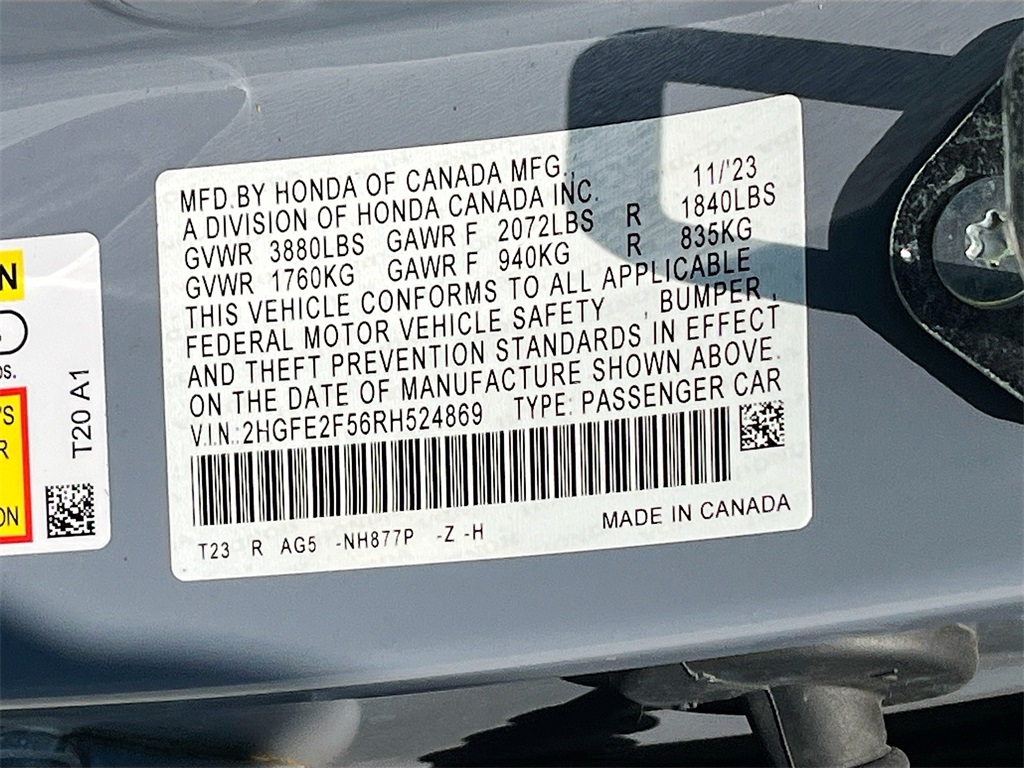 MFD.BY HONDA OF CANADA MFG., 11/'23
A DIVISION OF HONDA CANADA INC.
GVWR 3880LBS GAWR F 2072LBS R 1840LBS
GVWR 1760KG GAWR F 940KG R 835KG
THIS VEHICLE CONFORMS TO ALL APPLICABLE
FEDERAL MOTOR VEHICLE SAFETY , BUMPER,
AND THEFT PREVENTION STANDARDS IN EFFECT
ON THE DATE OF MANUFACTURE SHOWN ABOVE.
V.I.N.:2HGFE2F56RH524869 TYPE: PASSENGER CAR
T23 R AG5 -NH877P -Z -H MADE IN CANADA
T20 A1